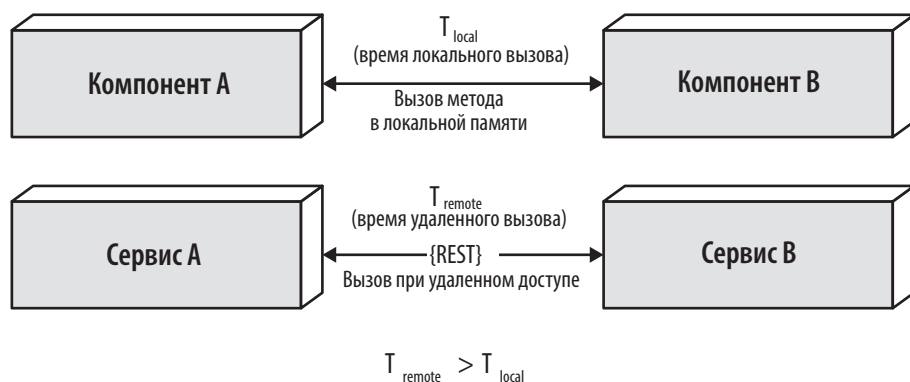 T local
(время локального вызова)
Компонент A
Компонент B
Вызов метода
в локальной памяти
T remote
(время удаленного вызова)
Сервис A
{REST}
Сервис B
Вызов при удаленном доступе
T remote > T local